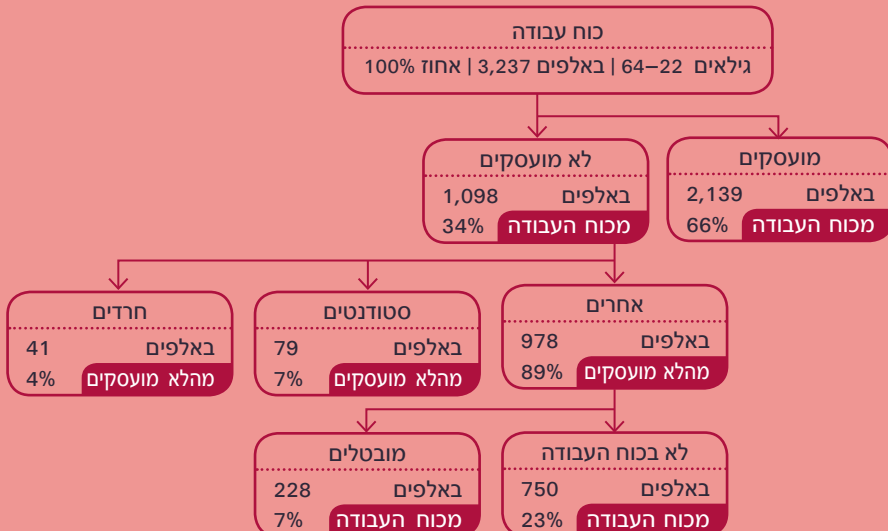 כוח עבודה
גילאים 22–64 | באלפים 3,237 | אחוז 100%
מועסקים
באלפים 2,139
מכוח העבודה 66%
לא מועסקים
באלפים 1,098
מכוח העבודה 34%
אחרים
באלפים 978
מהלא מועסקים 89%
סטודנטים
באלפים 79
מהלא מועסקים 7%
חרדים
באלפים 41
מהלא מועסקים 4%
לא בכוח העבודה
באלפים 750
מכוח העבודה 23%
מובטלים
באלפים 228
מכוח העבודה 7%